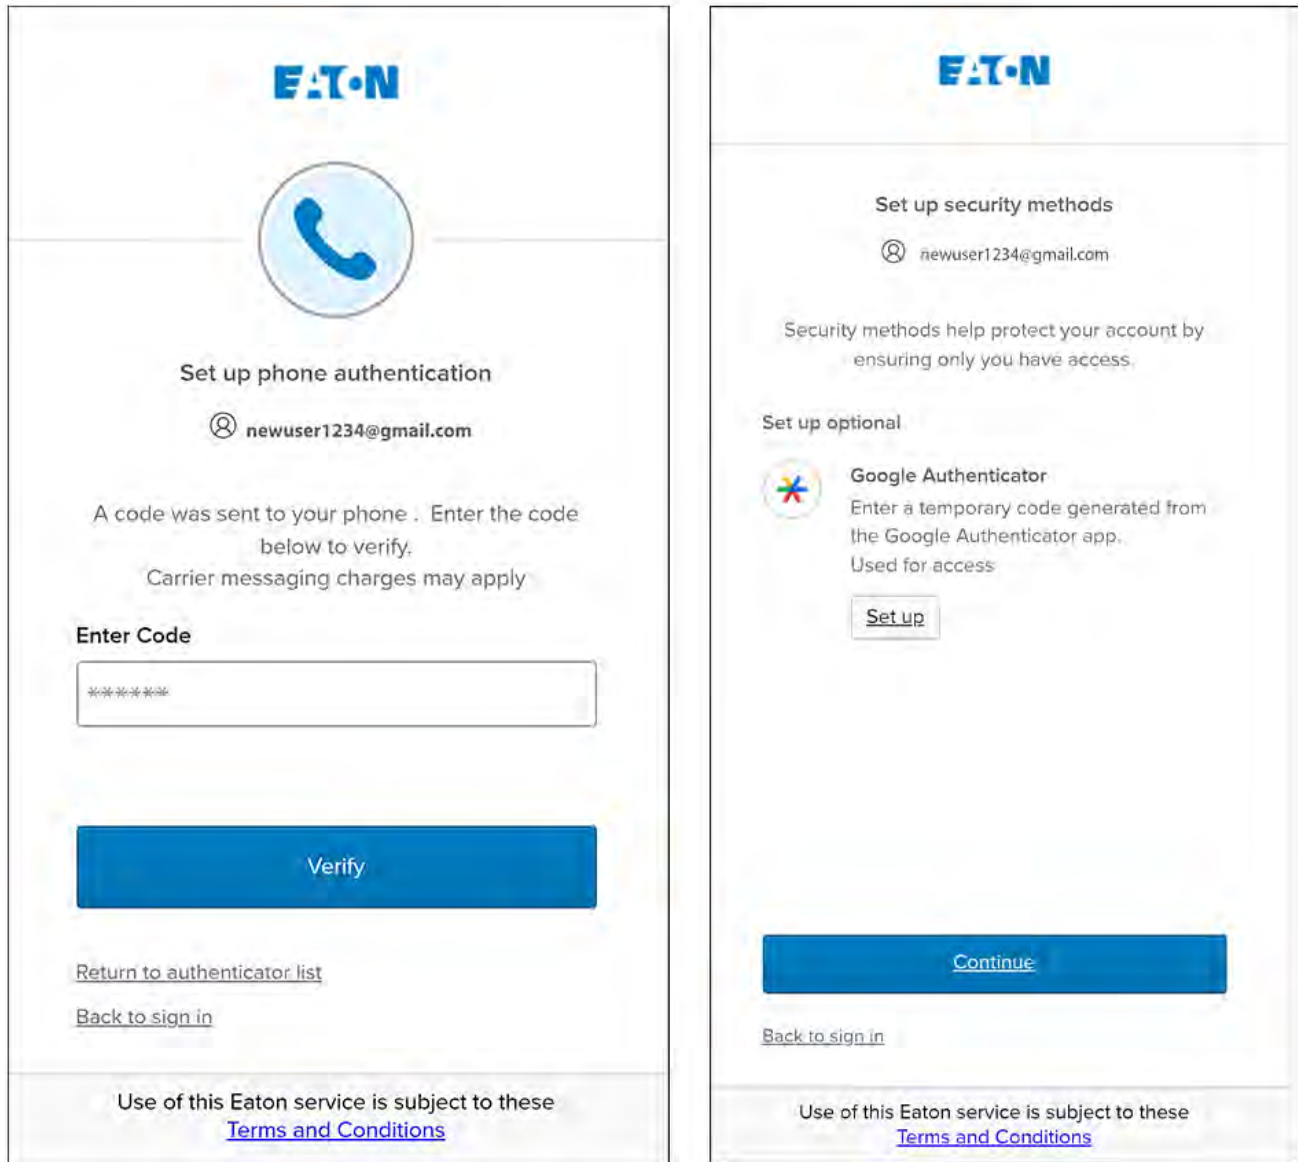 EATON
Set up phone authentication
newuser1234@gmail.com
A code was sent to your phone . Enter the code
below to verify.
Carrier messaging charges may apply
Enter Code
******
Verify
Return to authenticator list
Back to sign in
Use of this Eaton service is subject to these
Terms and Conditions
EATON
Set up security methods
newuser1234@gmail.com
Security methods help protect your account by
ensuring only you have access.
Set up optional
Google Authenticator
Enter a temporary code generated from
the Google Authenticator app.
Used for access
Set up
Continue
Back to sign in
Use of this Eaton service is subject to these
Terms and Conditions